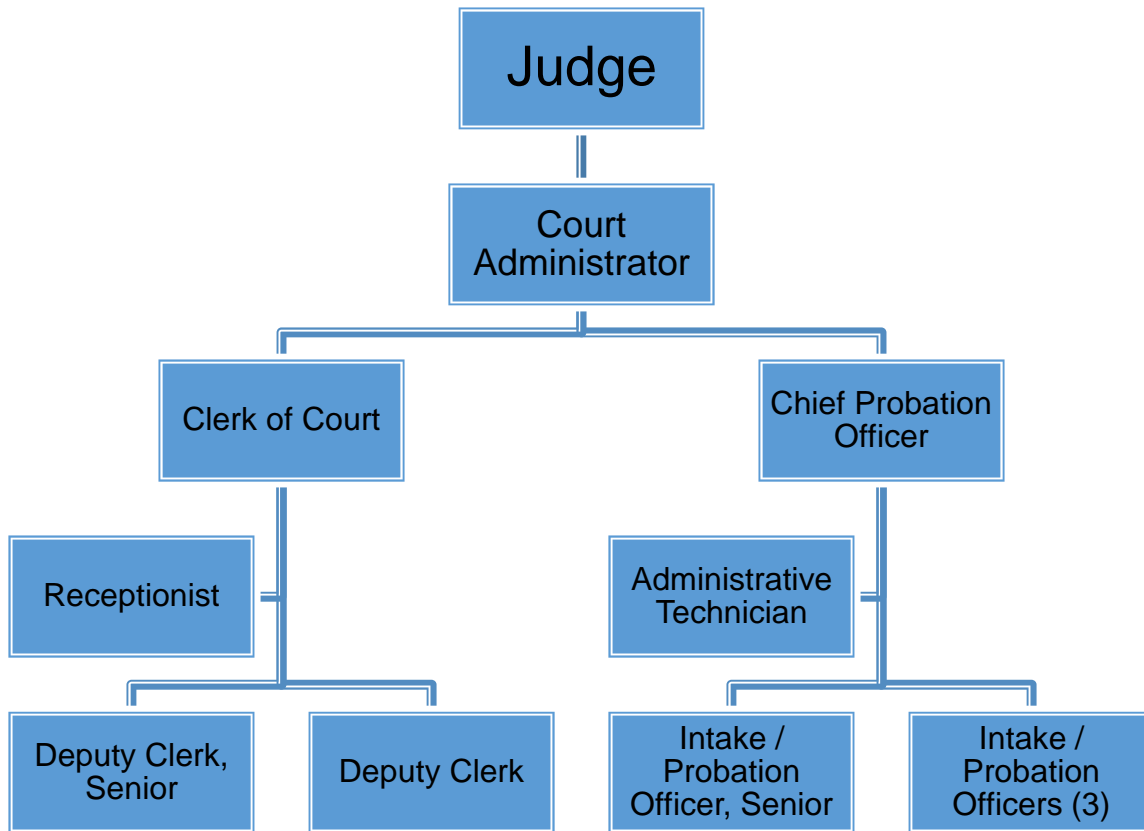 Judge
Court
Administrator
Clerk of Court
Chief Probation
Officer
Receptionist
Administrative
Technician
Deputy Clerk,
Senior
Deputy Clerk
Intake /
Probation
Officer, Senior
Intake /
Probation
Officers (3)